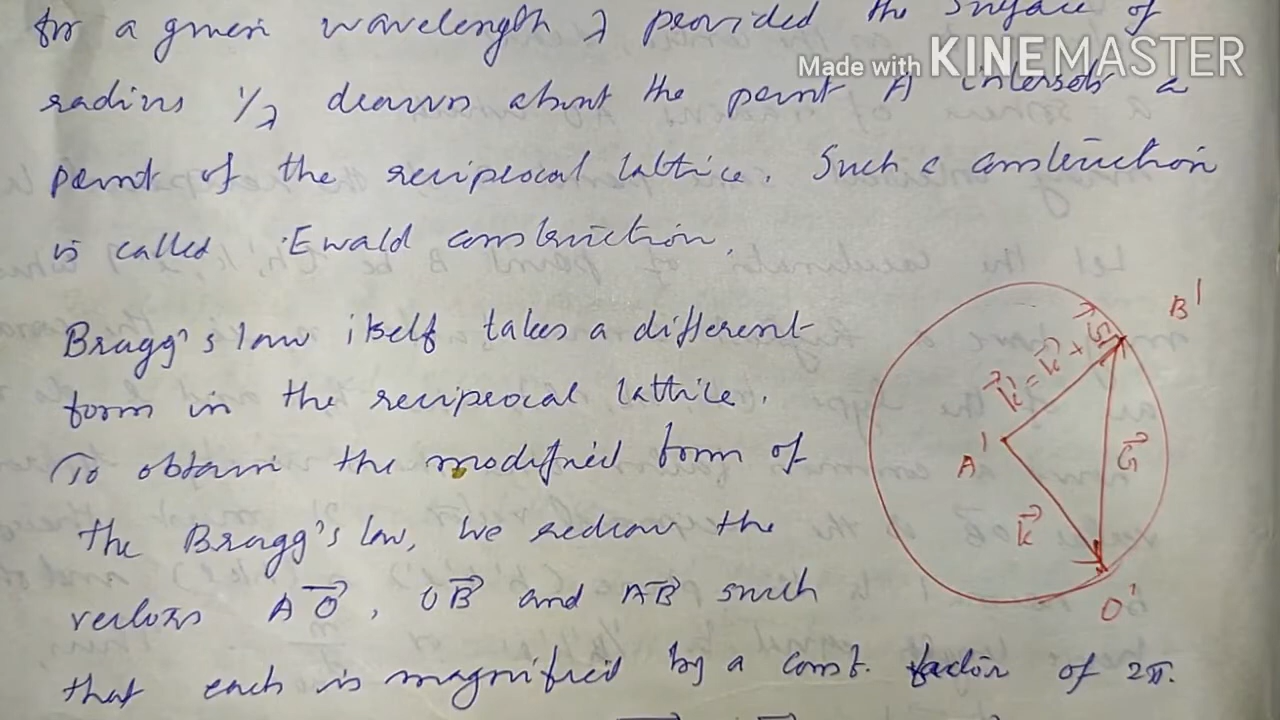 for a given wavelength λ provided the surface of
Made with KINEMASTER
radius 1/λ drawn about the point A intersects a
point of the reciprocal lattice. Such a construction
is called Ewald construction.
Bragg's law itself takes a different
form in the reciprocal lattice.
To obtain the modified form of
the Bragg's law, we redraw the
vectors AO⃗, OB⃗ and AB⃗ such
that each is magnified by a const. factor of 2π.
B'
k⃗' = k⃗ + G⃗
A'
G⃗
k⃗
O'